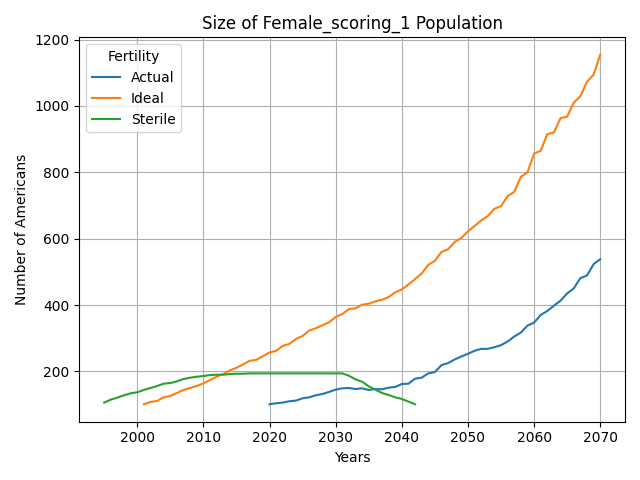 Size of Female_scoring_1 Population
Number of Americans
1200
1000
800
600
400
200
Fertility
Actual
Ideal
Sterile
2000 2010 2020 2030 2040 2050 2060 2070
Years